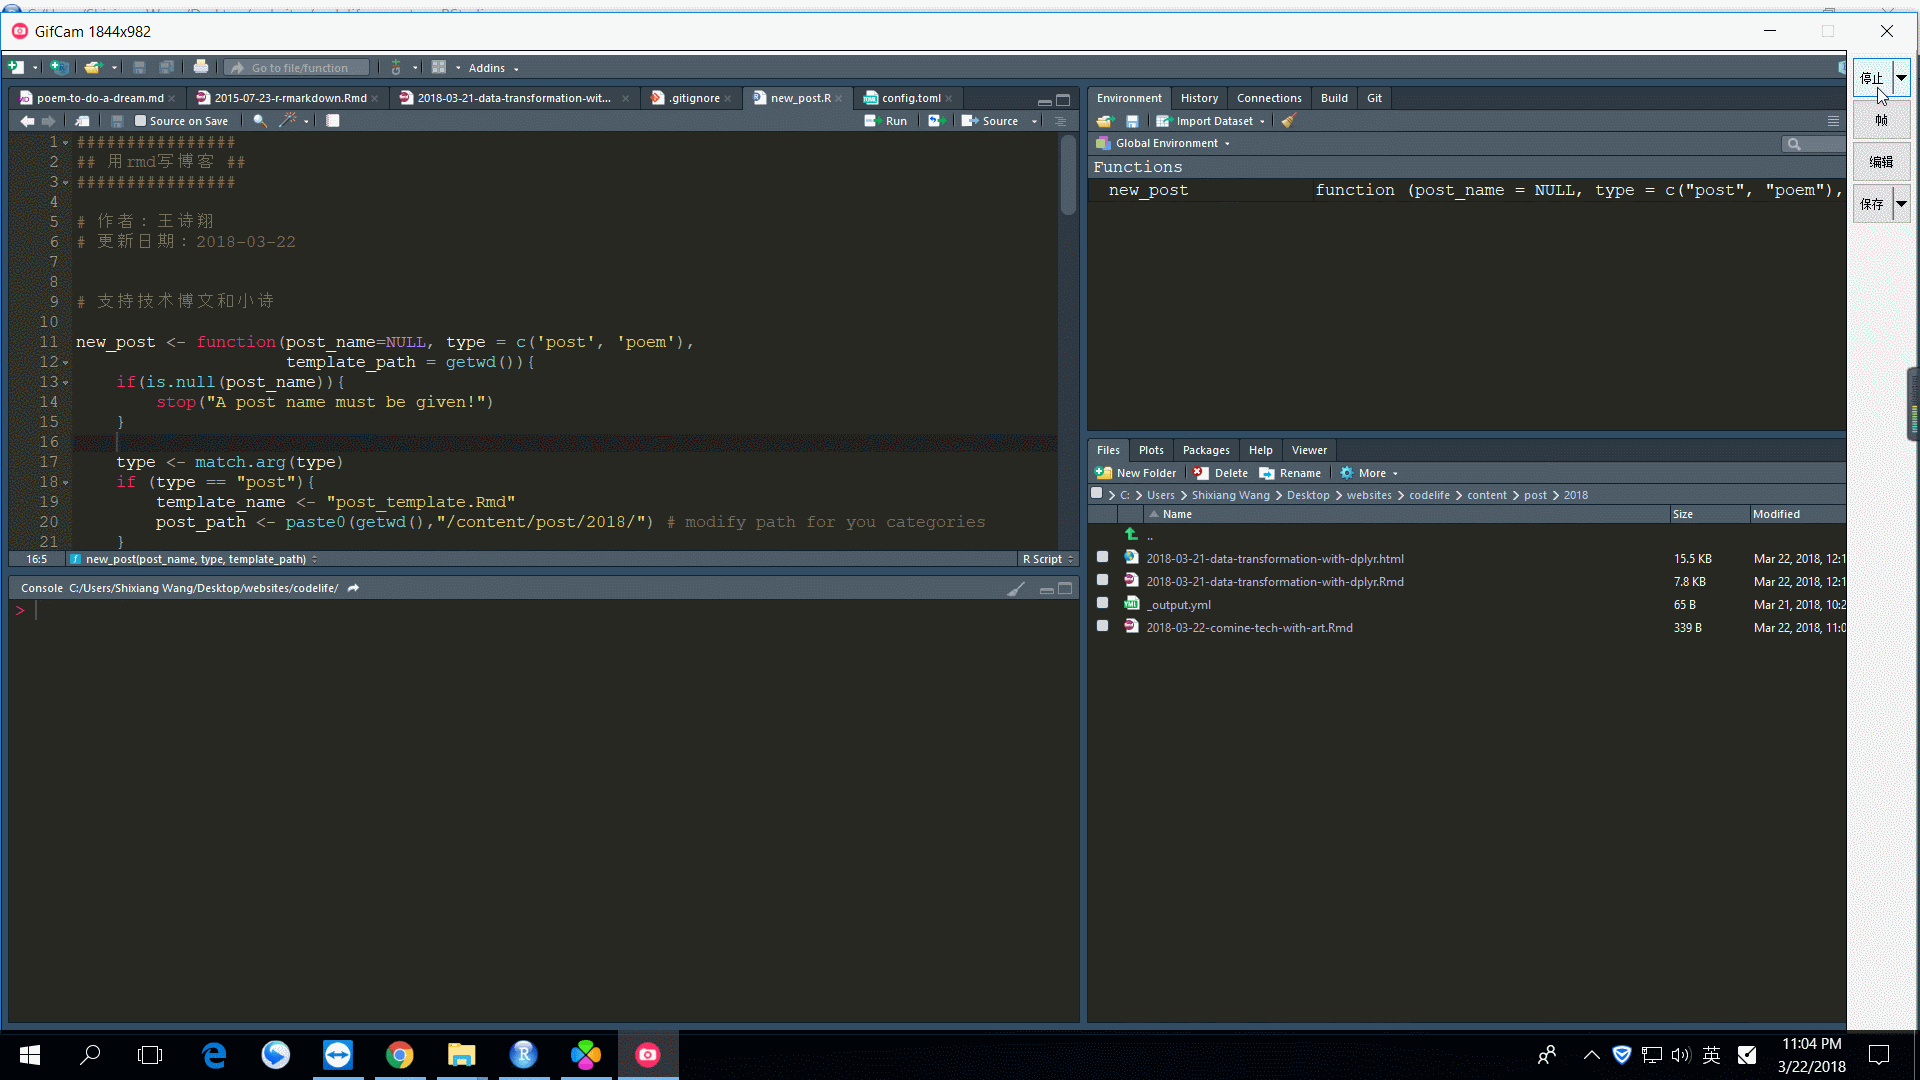 GifCam 1844x982
Go to file/function
Addins
poem-to-do-a-dream.md
2015-07-23-r-rmarkdown.Rmd
2018-03-21-data-transformation-wit...
.gitignore
new_post.R
config.toml
Source on Save
Run
Source
1 ################
2 ## 用rmd写博客 ##
3 ################
4
5 # 作者：王诗翔
6 # 更新日期：2018-03-22
7
8
9 # 支持技术博文和小诗
10
11 new_post <- function(post_name=NULL, type = c('post', 'poem'),
12 template_path = getwd()){
13 if(is.null(post_name)){
14 stop("A post name must be given!")
15 }
16
17 type <- match.arg(type)
18 if (type == "post"){
19 template_name <- "post_template.Rmd"
20 post_path <- paste0(getwd(),"/content/post/2018/") # modify path for you categories
21 }
16:5
new_post(post_name, type, template_path)
R Script
Console C:/Users/Shixiang Wang/Desktop/websites/codelife/
>
Environment
History
Connections
Build
Git
Import Dataset
Global Environment
Functions
new_post
function (post_name = NULL, type = c("post", "poem"),
Files
Plots
Packages
Help
Viewer
New Folder
Delete
Rename
More
C: > Users > Shixiang Wang > Desktop > websites > codelife > content > post > 2018
Name
Size
Modified
..
2018-03-21-data-transformation-with-dplyr.html 15.5 KB Mar 22, 2018, 12:1
2018-03-21-data-transformation-with-dplyr.Rmd 7.8 KB Mar 22, 2018, 12:1
_output.yml 65 B Mar 21, 2018, 10:2
2018-03-22-comine-tech-with-art.Rmd 339 B Mar 22, 2018, 11:0
停止
帧
编辑
保存
英
11:04 PM
3/22/2018